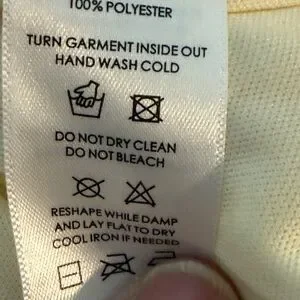 100% POLYESTER
TURN GARMENT INSIDE OUT
HAND WASH COLD
DO NOT DRY CLEAN
DO NOT BLEACH
RESHAPE WHILE DAMP
AND LAY FLAT TO DRY
COOL IRON IF NEEDED